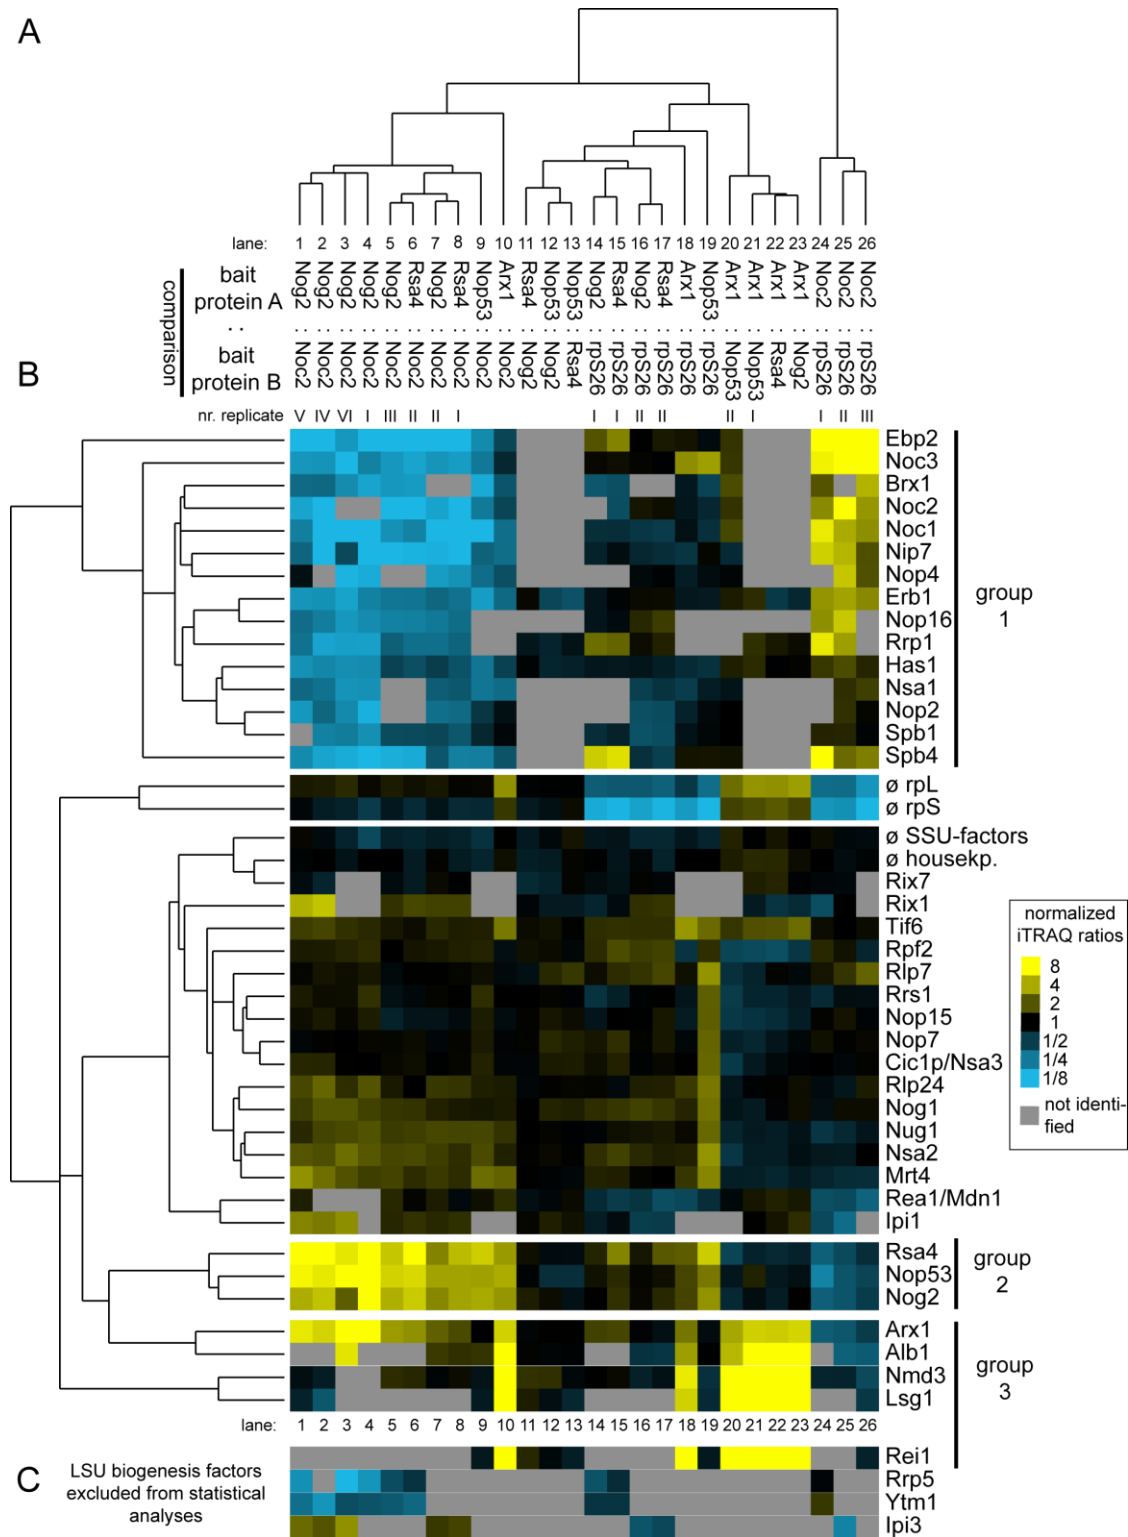 A
lane: 1 2 3 4 5 6 7 8 9 10 11 12 13 14 15 16 17 18 19 20 21 22 23 24 25 26
comparison
bait protein A
Nog2 Nog2 Nog2 Nog2 Nog2 Rsa4 Nog2 Rsa4 Nop53 Arx1 Rsa4 Nop53 Nop53 Nog2 Rsa4 Nog2 Rsa4 Arx1 Nop53 Arx1 Arx1 Arx1 Arx1 Noc2 Noc2 Noc2
: : : : : : : : : : : : : : : : : : : : : : : : : : :
B
bait protein B
Noc2 Noc2 Noc2 Noc2 Noc2 Noc2 Noc2 Noc2 Noc2 Noc2 Nog2 Nog2 Rsa4 rpS26 rpS26 rpS26 rpS26 rpS26 rpS26 Nop53 Nop53 Rsa4 Nog2 rpS26 rpS26 rpS26
nr. replicate V IV VI I III II II I I I II II II I I II III
Ebp2
Noc3
Brx1
Noc2
Noc1
Nip7
Nop4
Erb1
Nop16
Rrp1
Has1
Nsa1
Nop2
Spb1
Spb4
group
1
ø rpL
ø rpS
ø SSU-factors
ø housekp.
Rix7
Rix1
Tif6
Rpf2
Rlp7
Rrs1
Nop15
Nop7
Cic1p/Nsa3
Rlp24
Nog1
Nug1
Nsa2
Mrt4
Rea1/Mdn1
Ipi1
normalized
iTRAQ ratios
8
4
2
1
1/2
1/4
1/8
not identi-
fied
Rsa4
Nop53
Nog2
group
2
Arx1
Alb1
Nmd3
Lsg1
group
3
lane: 1 2 3 4 5 6 7 8 9 10 11 12 13 14 15 16 17 18 19 20 21 22 23 24 25 26
Rei1
C
LSU biogenesis factors
excluded from statistical
analyses
Rrp5
Ytm1
Ipi3